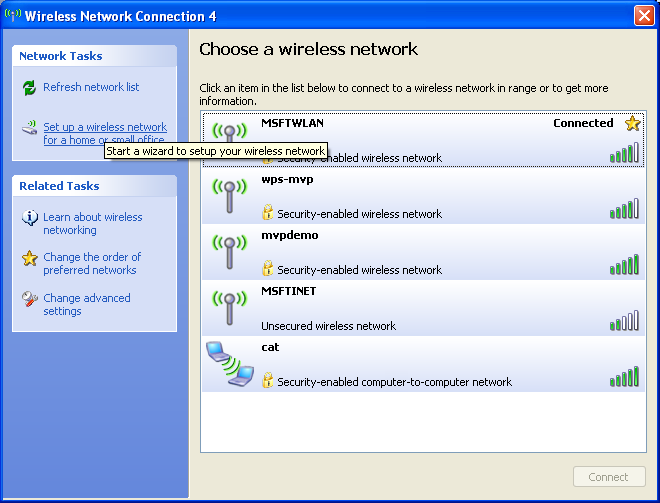 Wireless Network Connection 4
Network Tasks
Refresh network list
Set up a wireless network
for a home or small office
Start a wizard to setup your wireless network
Related Tasks
Learn about wireless
networking
Change the order of
preferred networks
Change advanced
settings
Choose a wireless network
Click an item in the list below to connect to a wireless network in range or to get more
information.
MSFTWLAN
Connected
Security-enabled wireless network
wps-mvp
Security-enabled wireless network
mvpdemo
Security-enabled wireless network
MSFTINET
Unsecured wireless network
cat
Security-enabled computer-to-computer network
Connect